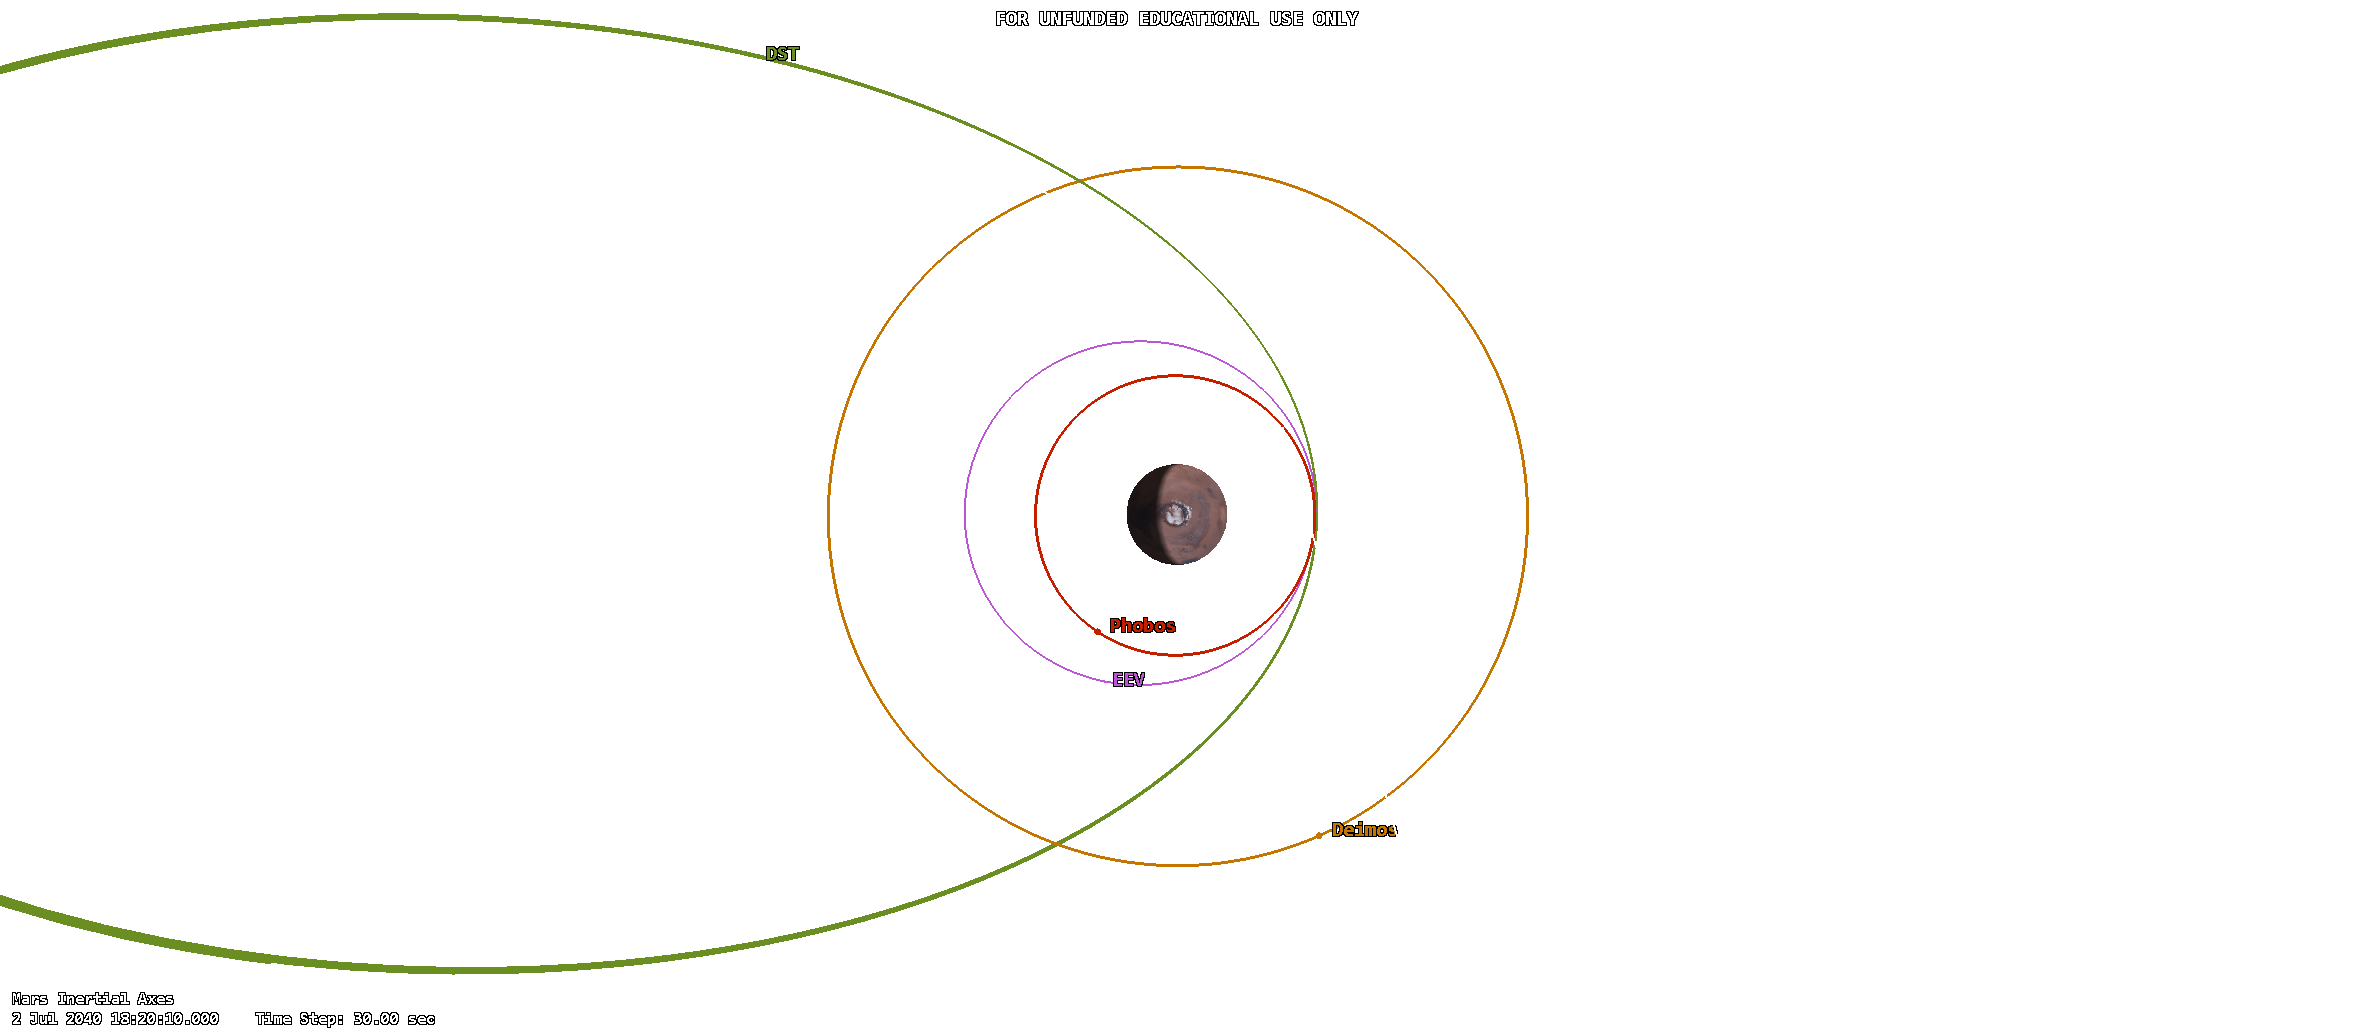 FOR UNFUNDED EDUCATIONAL USE ONLY
DST
Phobos
EEV
Deimos
Mars Inertial Axes
2 Jul 2040 18:20:10.000 Time Step: 30.00 sec